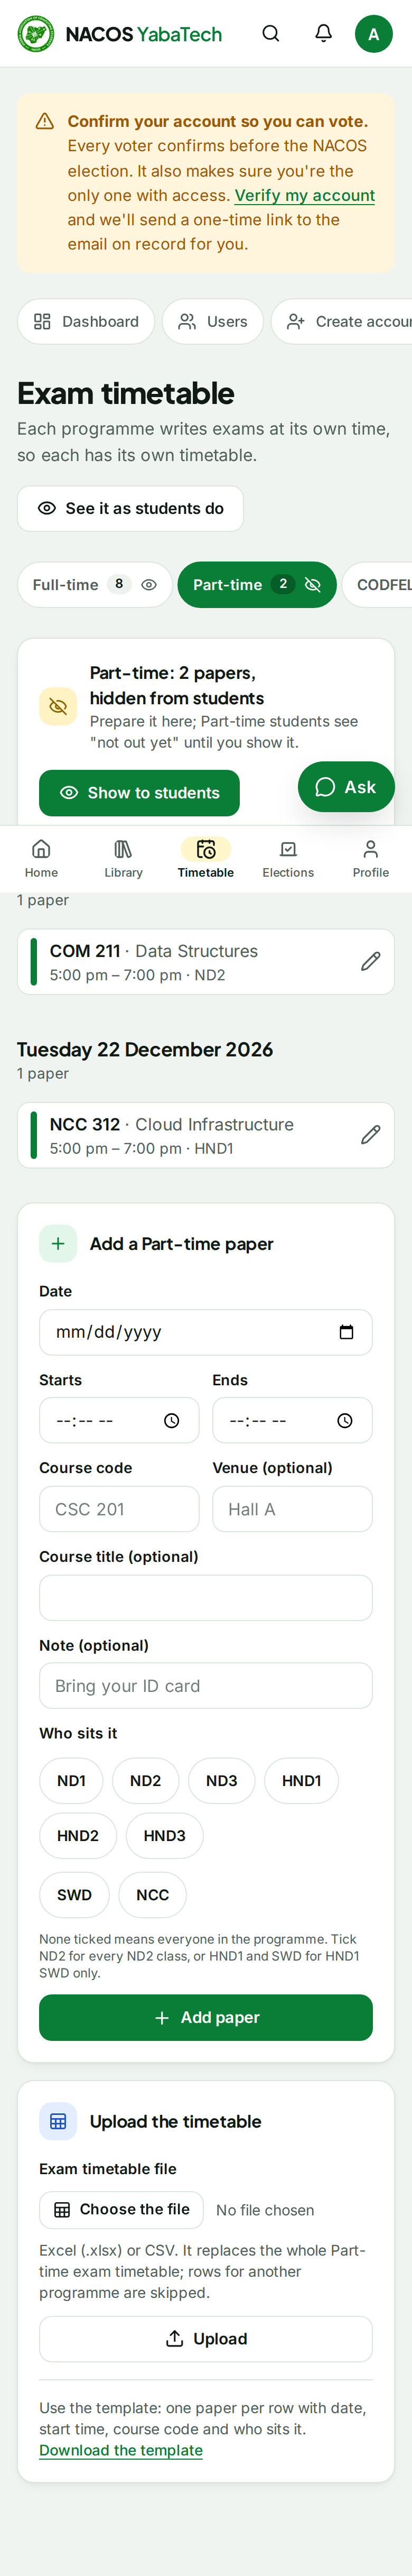 NACOS YabaTech
A
Confirm your account so you can vote.
Every voter confirms before the NACOS
election. It also makes sure you're the
only one with access. Verify my account
and we'll send a one-time link to the
email on record for you.
Dashboard
Users
Create accour
Exam timetable
Each programme writes exams at its own time,
so each has its own timetable.
See it as students do
Full-time 8
Part-time 2
CODFEL
Part-time: 2 papers,
hidden from students
Prepare it here; Part-time students see
"not out yet" until you show it.
Show to students
Ask
Home
Library
Timetable
Elections
Profile
1 paper
COM 211 · Data Structures
5:00 pm – 7:00 pm · ND2
Tuesday 22 December 2026
1 paper
NCC 312 · Cloud Infrastructure
5:00 pm – 7:00 pm · HND1
Add a Part-time paper
Date
mm/dd/yyyy
Starts
Ends
--:-- --
--:-- --
Course code
Venue (optional)
CSC 201
Hall A
Course title (optional)
Note (optional)
Bring your ID card
Who sits it
ND1
ND2
ND3
HND1
HND2
HND3
SWD
NCC
None ticked means everyone in the programme. Tick
ND2 for every ND2 class, or HND1 and SWD for HND1
SWD only.
Add paper
Upload the timetable
Exam timetable file
Choose the file
No file chosen
Excel (.xlsx) or CSV. It replaces the whole Part-
time exam timetable; rows for another
programme are skipped.
Upload
Use the template: one paper per row with date,
start time, course code and who sits it.
Download the template